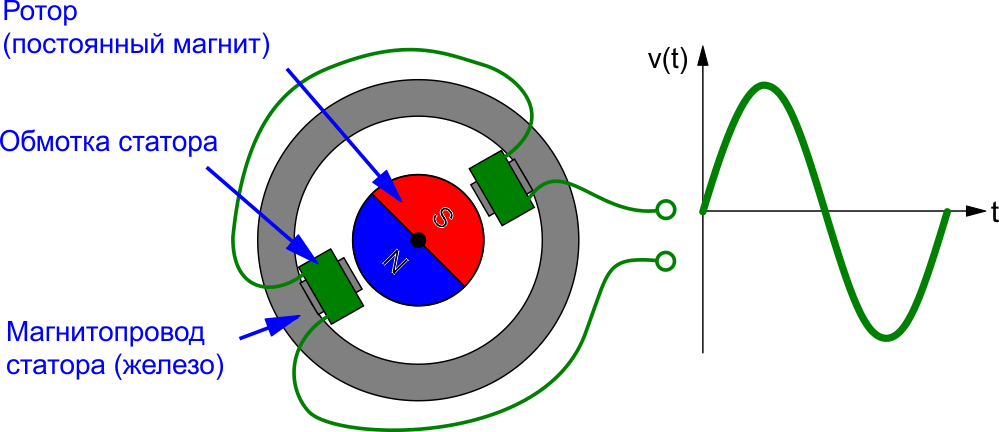 Ротор
(постоянный магнит)
Обмотка статора
S
N
Магнитопровод
статора (железо)
v(t)
t